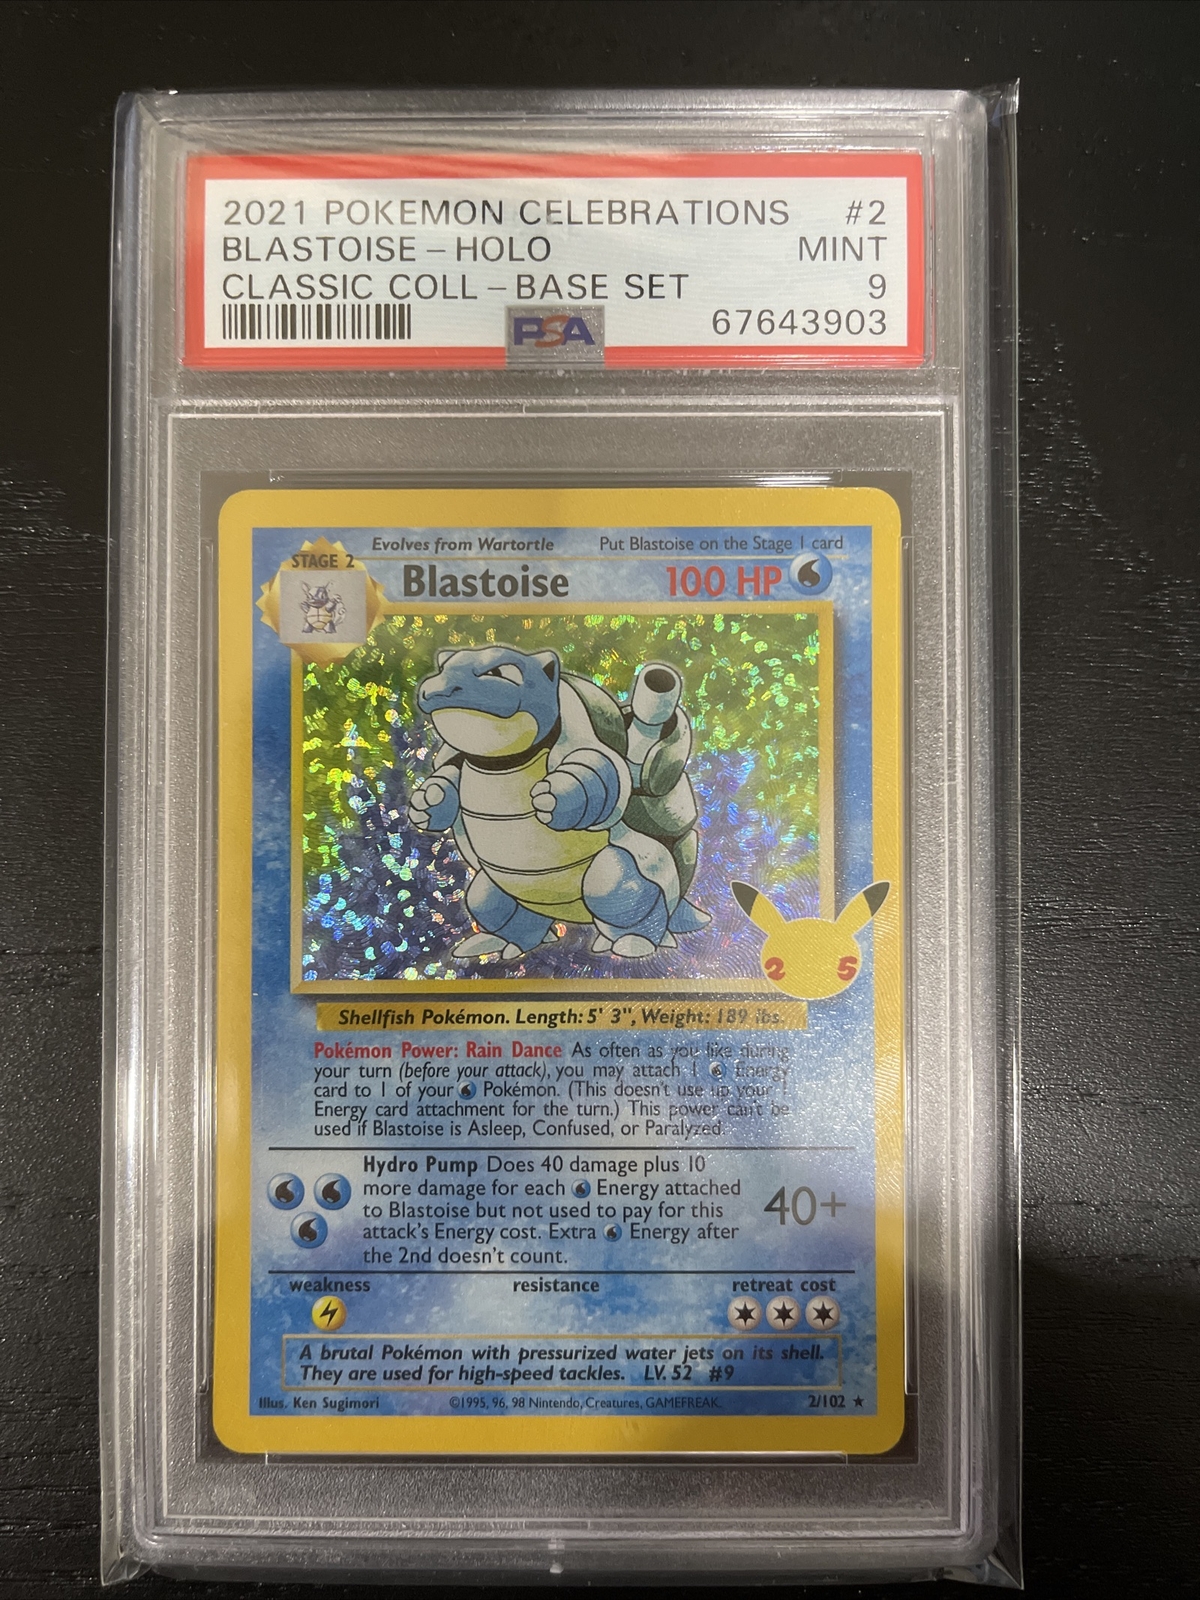 2021 POKEMON CELEBRATIONS #2
BLASTOISE - HOLO MINT
CLASSIC COLL - BASE SET 9
PSA 67643903
STAGE 2
Evolves from Wartortle Put Blastoise on the Stage 1 card
Blastoise 100 HP
2 5
Shellfish Pokémon. Length: 5' 3", Weight: 189 lbs.
Pokémon Power: Rain Dance As often as you like during
your turn (before your attack), you may attach 1 Energy
card to 1 of your Pokémon. (This doesn't use up your 1
Energy card attachment for the turn.) This power can't be
used if Blastoise is Asleep, Confused, or Paralyzed.
Hydro Pump Does 40 damage plus 10
more damage for each Energy attached
to Blastoise but not used to pay for this
attack's Energy cost. Extra Energy after
the 2nd doesn't count.
40+
weakness resistance retreat cost
A brutal Pokémon with pressurized water jets on its shell.
They are used for high-speed tackles. LV. 52 #9
Illus. Ken Sugimori ©1995, 96, 98 Nintendo, Creatures, GAMEFREAK. 2/102 ★